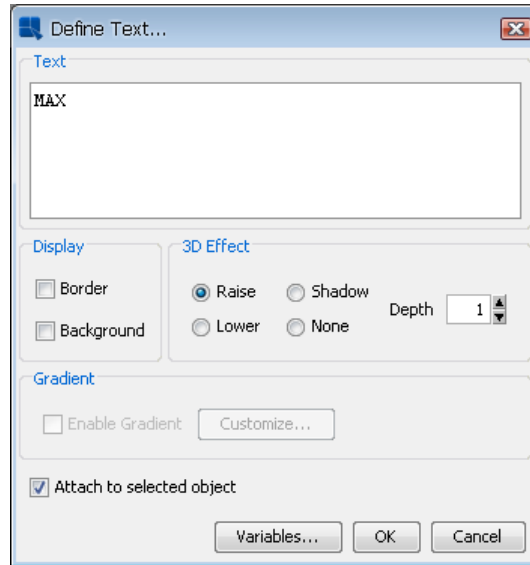 Define Text...
Text
MAX
Display
Border
Background
3D Effect
Raise
Shadow
Lower
None
Depth
1
Gradient
Enable Gradient
Customize...
Attach to selected object
Variables...
OK
Cancel